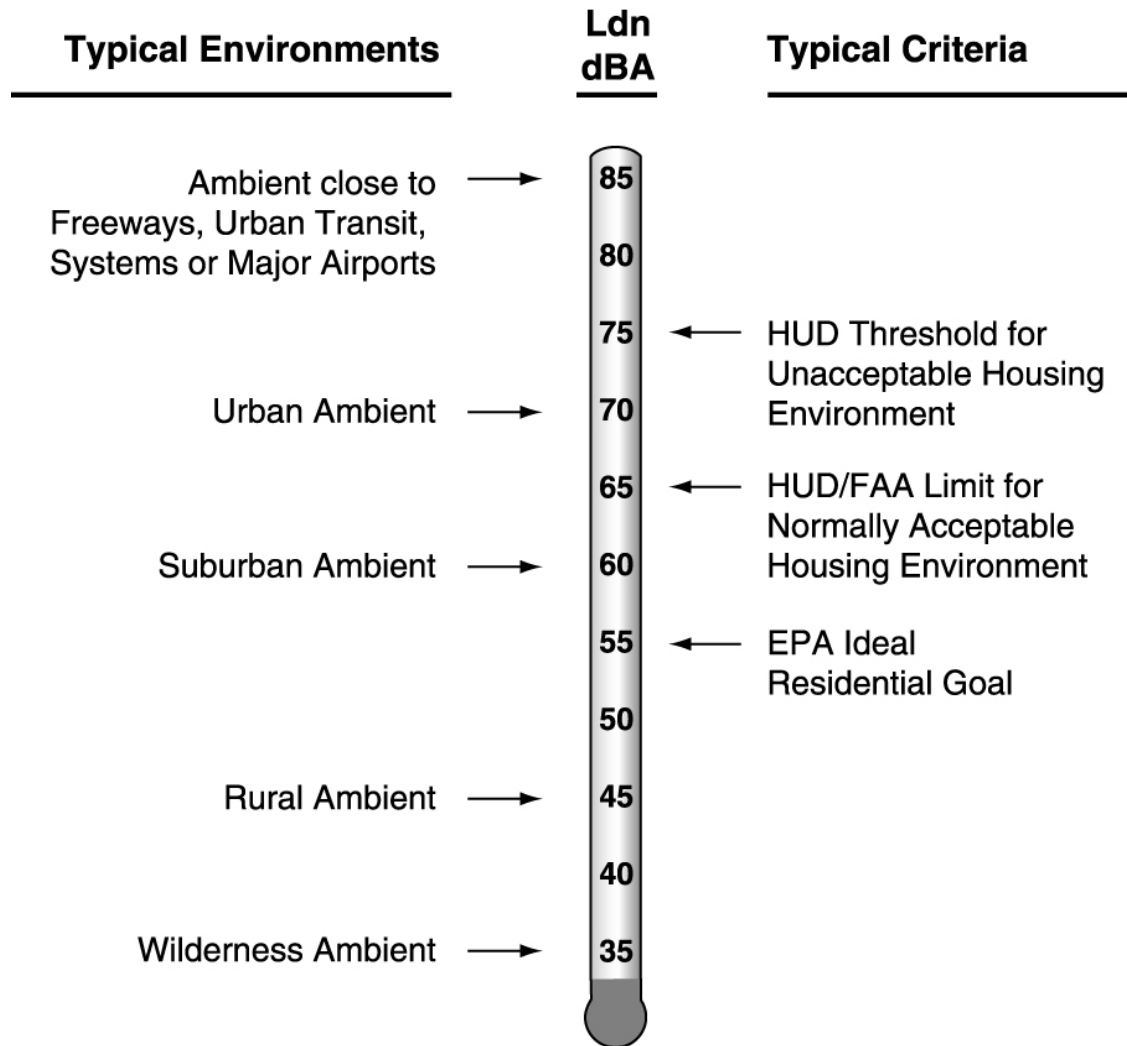 Typical Environments
Ldn
dBA
Typical Criteria
Ambient close to
Freeways, Urban Transit,
Systems or Major Airports
Urban Ambient
Suburban Ambient
Rural Ambient
Wilderness Ambient
85
80
75
70
65
60
55
50
45
40
35
HUD Threshold for
Unacceptable Housing
Environment
HUD/FAA Limit for
Normally Acceptable
Housing Environment
EPA Ideal
Residential Goal